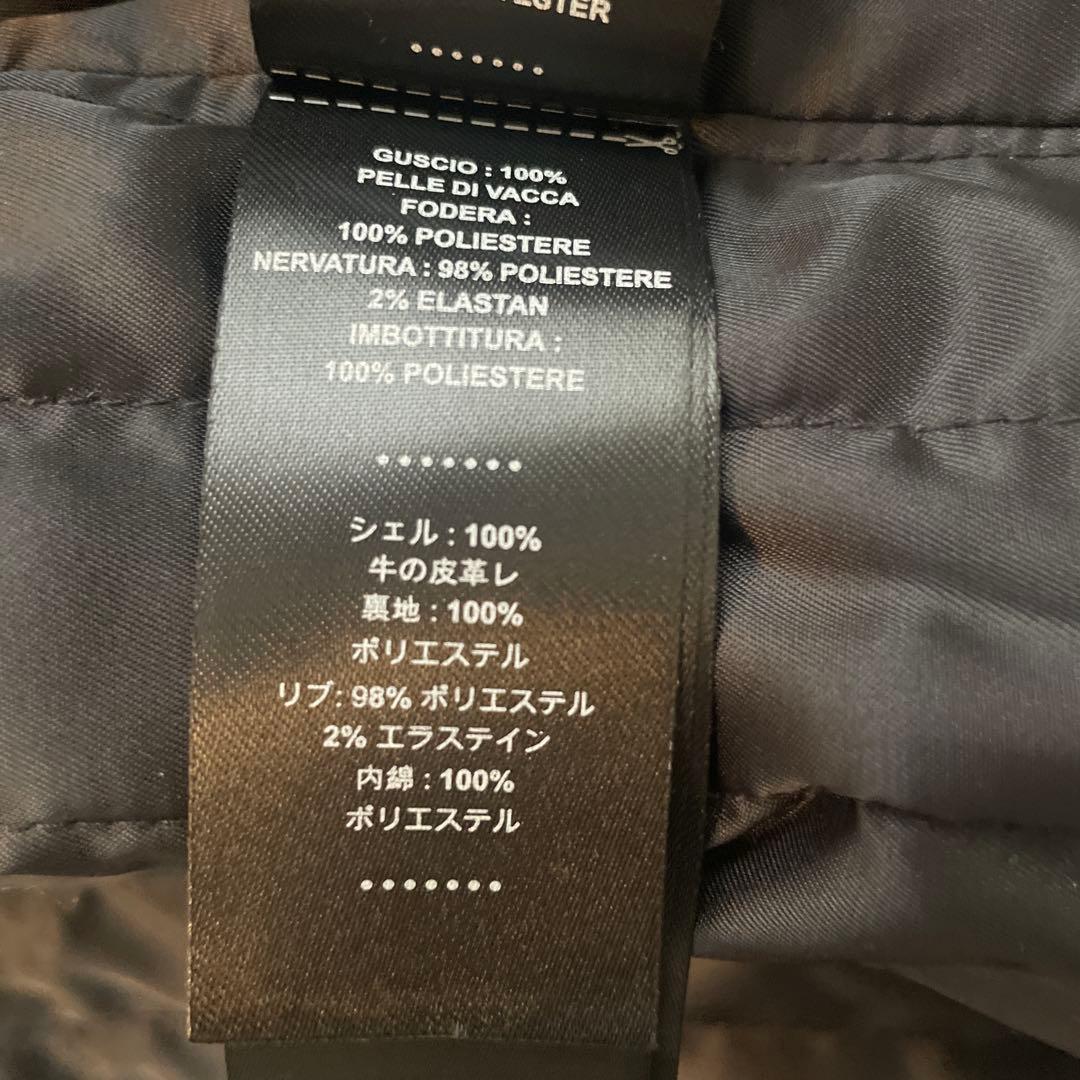 GUSCIO : 100%
PELLE DI VACCA
FODERA :
100% POLIESTERE
NERVATURA : 98% POLIESTERE
2% ELASTAN
IMBOTTITURA :
100% POLIESTERE
シェル : 100%
牛の皮革レ
裏地 : 100%
ポリエステル
リブ: 98% ポリエステル
2% エラステイン
内綿 : 100%
ポリエステル